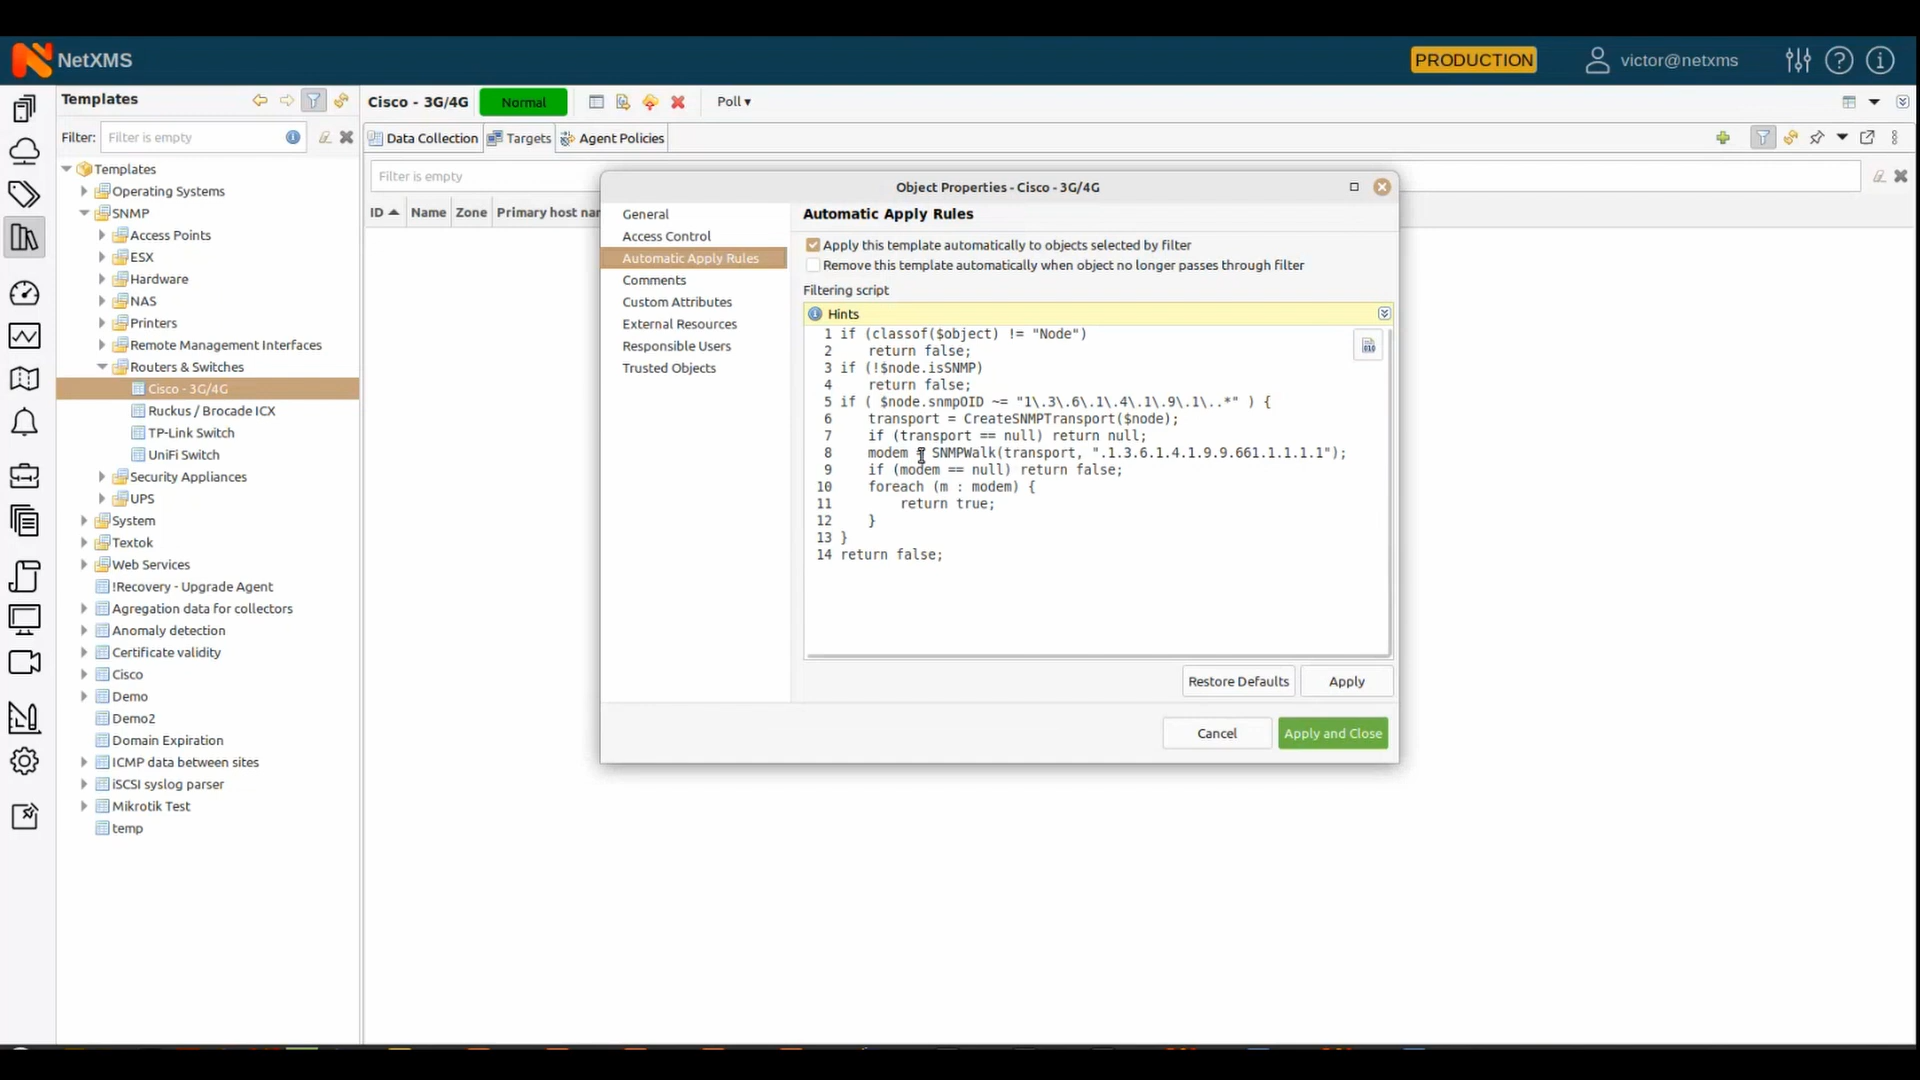 NetXMS
PRODUCTION
victor@netxms
Templates
Cisco - 3G/4G
Normal
Poll
Filter:
Filter is empty
Data Collection
Targets
Agent Policies
Filter is empty
ID
Name
Zone
Primary host nar
Templates
Operating Systems
SNMP
Access Points
ESX
Hardware
NAS
Printers
Remote Management Interfaces
Routers & Switches
Cisco - 3G/4G
Ruckus / Brocade ICX
TP-Link Switch
UniFi Switch
Security Appliances
UPS
System
Textok
Web Services
!Recovery - Upgrade Agent
Agregation data for collectors
Anomaly detection
Certificate validity
Cisco
Demo
Demo2
Domain Expiration
ICMP data between sites
iSCSI syslog parser
Mikrotik Test
temp
Object Properties - Cisco - 3G/4G
General
Access Control
Automatic Apply Rules
Comments
Custom Attributes
External Resources
Responsible Users
Trusted Objects
Automatic Apply Rules
Apply this template automatically to objects selected by filter
Remove this template automatically when object no longer passes through filter
Filtering script
Hints
1 if (classof($object) != "Node")
2 return false;
3 if (!$node.isSNMP)
4 return false;
5 if ( $node.snmpOID ~= "1\.3\.6\.1\.4\.1\.9\.1\..*" ) {
6 transport = CreateSNMPTransport($node);
7 if (transport == null) return null;
8 modem = SNMPWalk(transport, ".1.3.6.1.4.1.9.9.661.1.1.1.1");
9 if (modem == null) return false;
10 foreach (m : modem) {
11 return true;
12 }
13 }
14 return false;
010
Restore Defaults
Apply
Cancel
Apply and Close